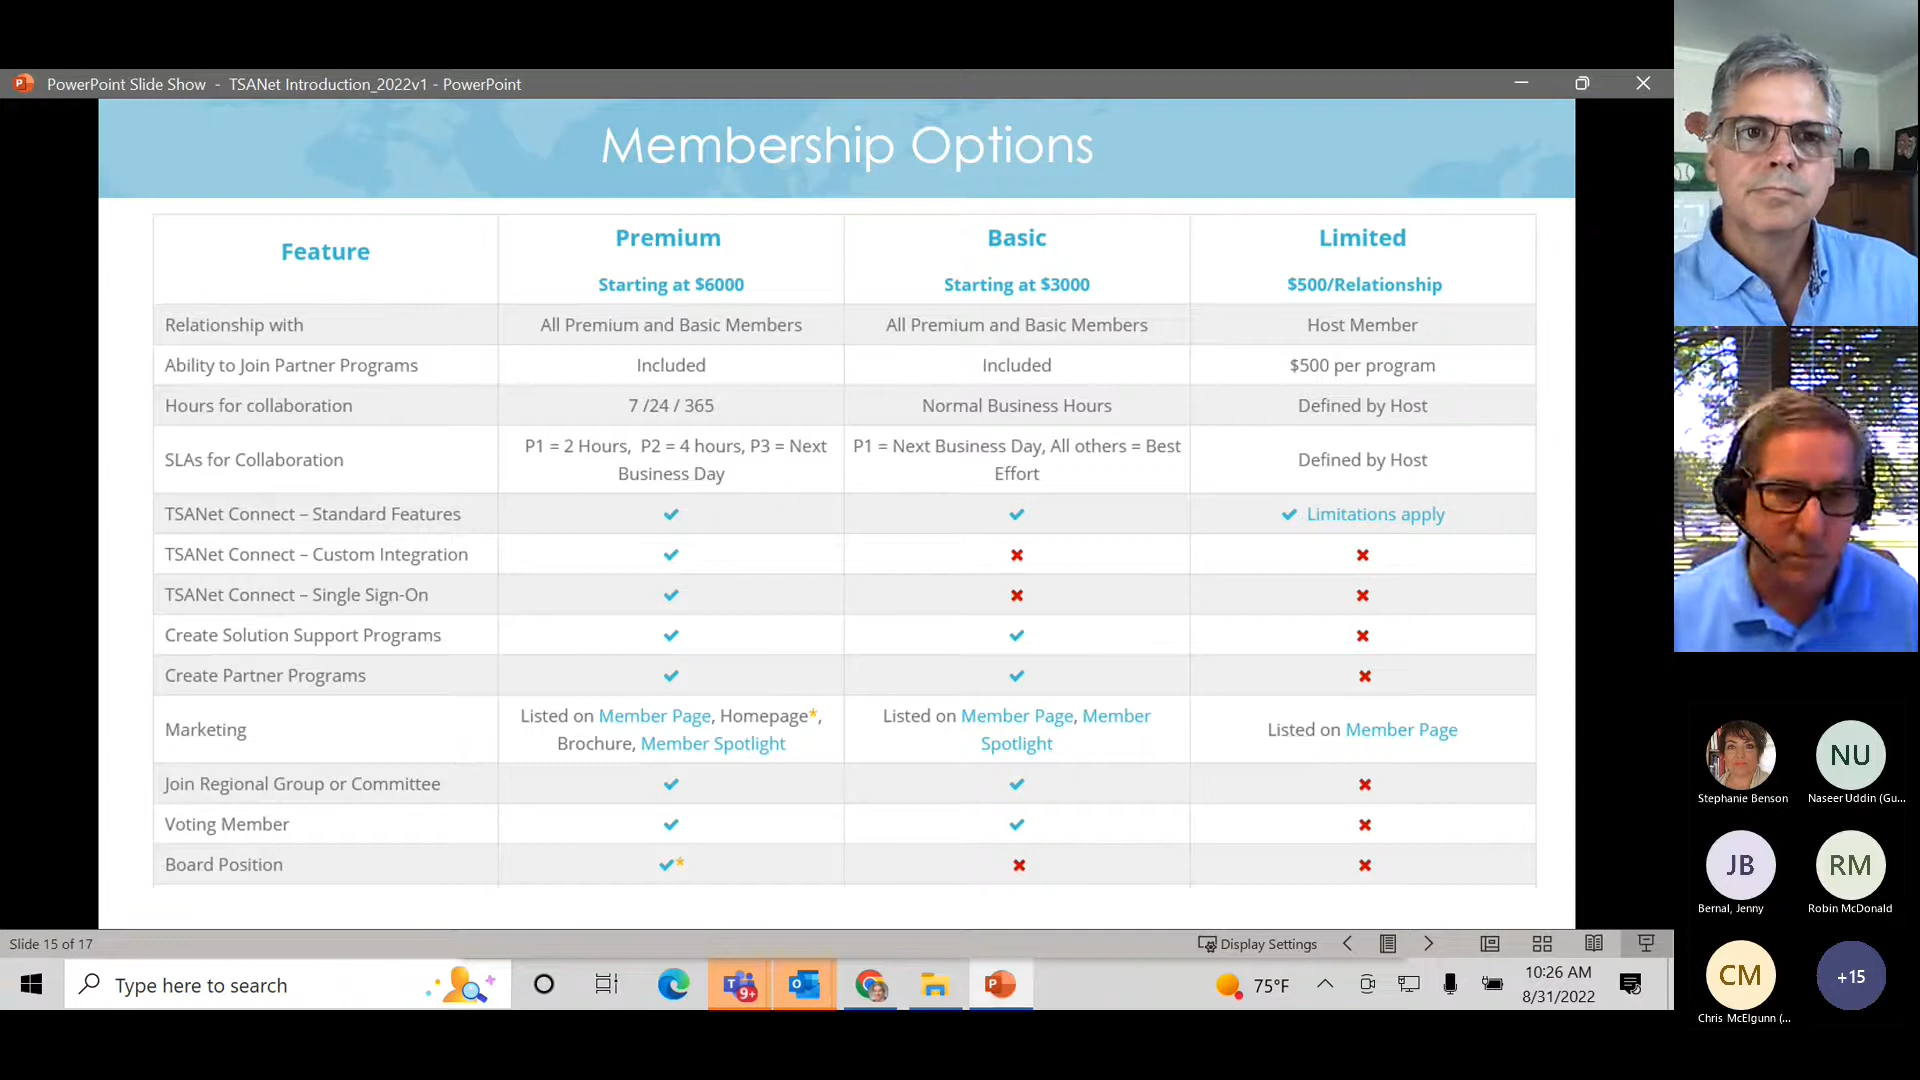 PowerPoint Slide Show - TSANet Introduction_2022v1 - PowerPoint
Membership Options
Feature
Premium
Starting at $6000
Basic
Starting at $3000
Limited
$500/Relationship
Relationship with
All Premium and Basic Members
All Premium and Basic Members
Host Member
Ability to Join Partner Programs
Included
Included
$500 per program
Hours for collaboration
7 /24 / 365
Normal Business Hours
Defined by Host
SLAs for Collaboration
P1 = 2 Hours, P2 = 4 hours, P3 = Next
Business Day
P1 = Next Business Day, All others = Best
Effort
Defined by Host
TSANet Connect – Standard Features
Limitations apply
TSANet Connect – Custom Integration
TSANet Connect – Single Sign-On
Create Solution Support Programs
Create Partner Programs
Marketing
Listed on Member Page, Homepage*,
Brochure, Member Spotlight
Listed on Member Page, Member
Spotlight
Listed on Member Page
Join Regional Group or Committee
Voting Member
Board Position
*
Slide 15 of 17
Display Settings
Type here to search
9+
75°F
10:26 AM
8/31/2022
Stephanie Benson
NU
Naseer Uddin (Gu...
JB
Bernal, Jenny
RM
Robin McDonald
CM
Chris McElgunn (...
+15